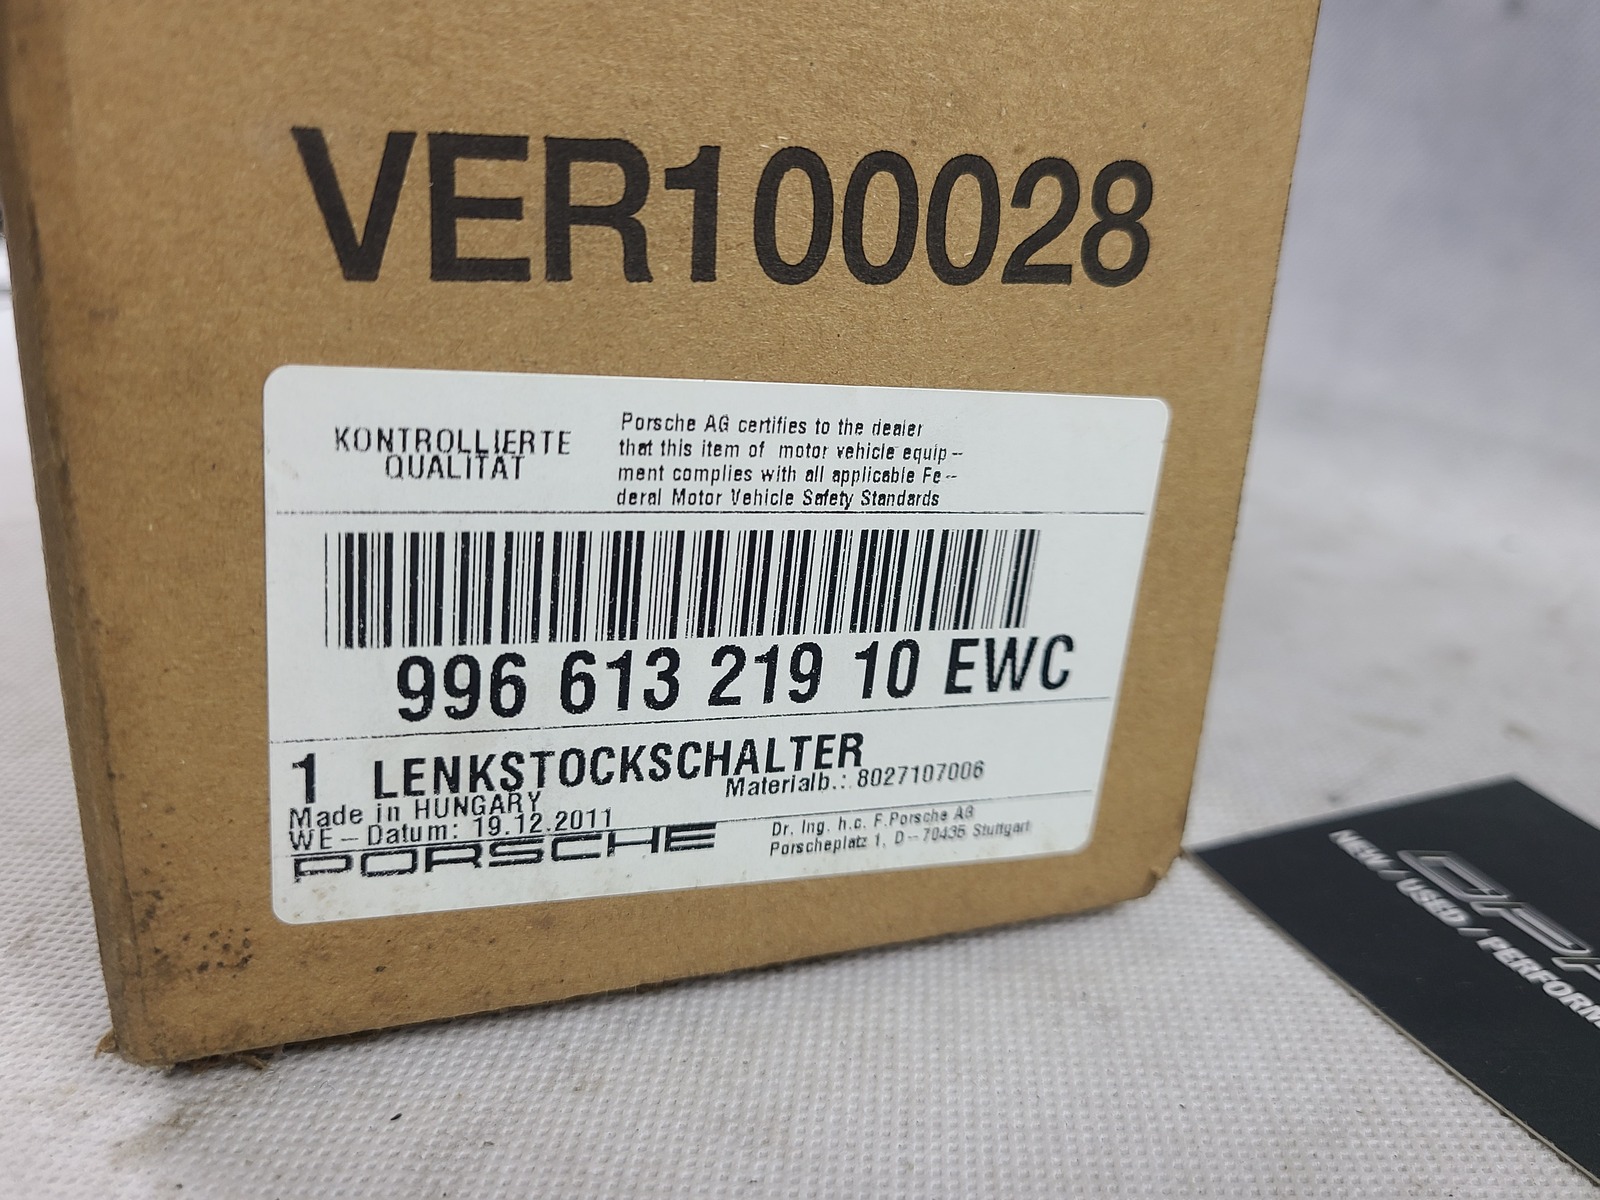 VER100028
KONTROLLIERTE
QUALITAT
Porsche AG certifies to the dealer
that this item of motor vehicle equip-
ment complies with all applicable Fe-
deral Motor Vehicle Safety Standards
996 613 219 10 EWC
1 LENKSTOCKSCHALTER
Materialb.: 8027107006
Made in HUNGARY
WE-Datum: 19.12.2011
PORSCHE
Dr. Ing. h.c. F.Porsche AG
Porscheplatz 1, D-70435 Stuttgart
NEW / USED / PERFORM